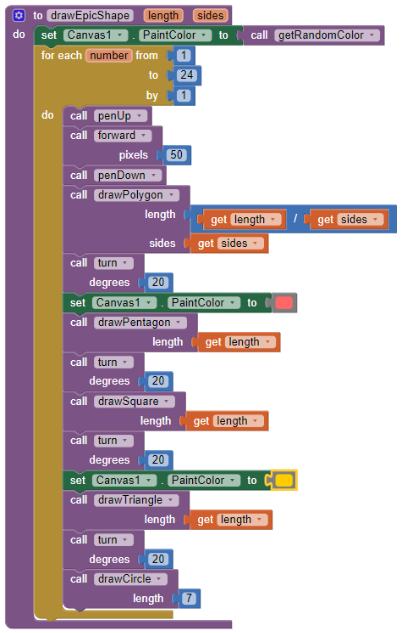 to drawEpicShape length sides
do set Canvas1 . PaintColor to call getRandomColor
for each number from 1
to 24
by 1
do call penUp
call forward
pixels 50
call penDown
call drawPolygon
length get length / get sides
sides get sides
call turn
degrees 20
set Canvas1 . PaintColor to
call drawPentagon
length get length
call turn
degrees 20
call drawSquare
length get length
call turn
degrees 20
set Canvas1 . PaintColor to
call drawTriangle
length get length
call turn
degrees 20
call drawCircle
length 7